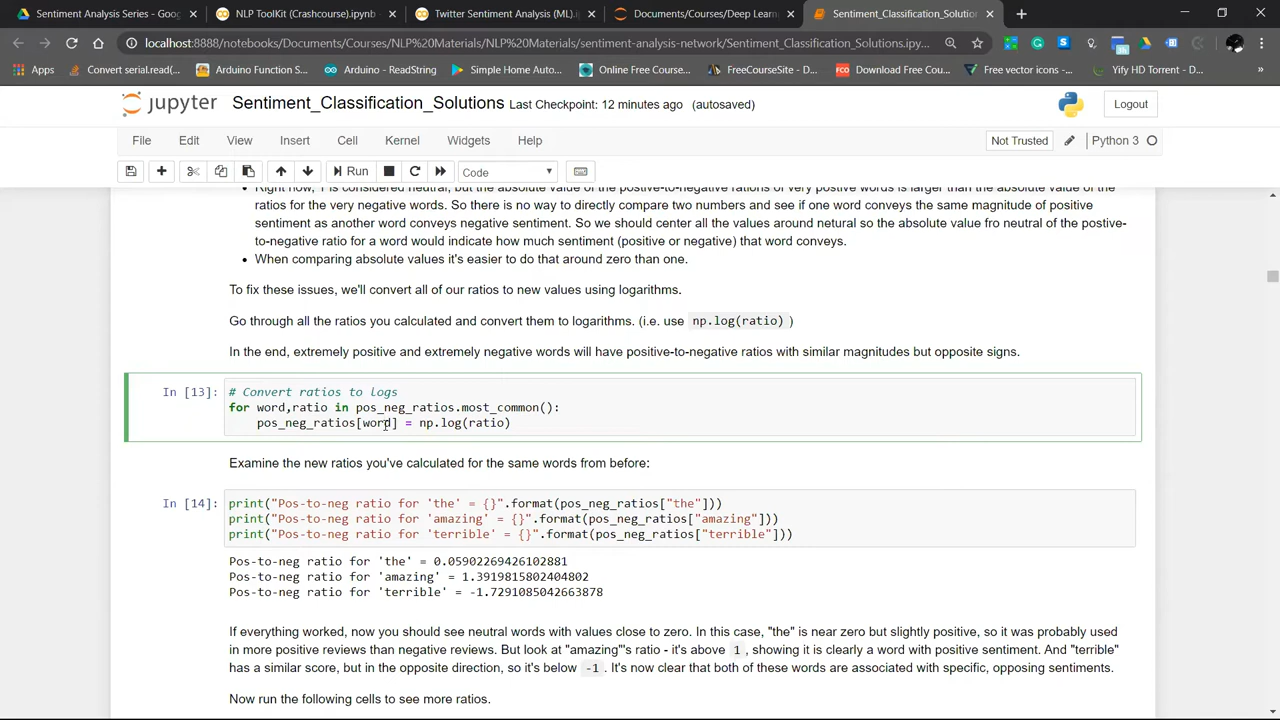 Sentiment Analysis Series - Goog
NLP ToolKit (Crashcourse).ipynb
Twitter Sentiment Analysis (ML).i
Documents/Courses/Deep Learn
Sentiment_Classification_Solution
localhost:8888/notebooks/Documents/Courses/NLP%20Materials/NLP%20Materials/sentiment-analysis-network/Sentiment_Classification_Solutions.ipy...
Apps
Convert serial.read(...
Arduino Function S...
Arduino - ReadString
Simple Home Auto...
Online Free Course...
FreeCourseSite - D...
FCO Download Free Cou...
Free vector icons -...
Yify HD Torrent - D...
jupyter Sentiment_Classification_Solutions Last Checkpoint: 12 minutes ago (autosaved)
Logout
File Edit View Insert Cell Kernel Widgets Help
Not Trusted
Python 3
Run
Code
Right now, 1 is considered neutral, but the absolute value of the postive-to-negative rations of very postive words is larger than the absolute value of the
ratios for the very negative words. So there is no way to directly compare two numbers and see if one word conveys the same magnitude of positive
sentiment as another word conveys negative sentiment. So we should center all the values around netural so the absolute value fro neutral of the postive-
to-negative ratio for a word would indicate how much sentiment (positive or negative) that word conveys.
When comparing absolute values it's easier to do that around zero than one.
To fix these issues, we'll convert all of our ratios to new values using logarithms.
Go through all the ratios you calculated and convert them to logarithms. (i.e. use np.log(ratio) )
In the end, extremely positive and extremely negative words will have positive-to-negative ratios with similar magnitudes but opposite signs.
In [13]: # Convert ratios to logs
for word,ratio in pos_neg_ratios.most_common():
pos_neg_ratios[word] = np.log(ratio)
Examine the new ratios you've calculated for the same words from before:
In [14]: print("Pos-to-neg ratio for 'the' = {}".format(pos_neg_ratios["the"]))
print("Pos-to-neg ratio for 'amazing' = {}".format(pos_neg_ratios["amazing"]))
print("Pos-to-neg ratio for 'terrible' = {}".format(pos_neg_ratios["terrible"]))
Pos-to-neg ratio for 'the' = 0.05902269426102881
Pos-to-neg ratio for 'amazing' = 1.3919815802404802
Pos-to-neg ratio for 'terrible' = -1.7291085042663878
If everything worked, now you should see neutral words with values close to zero. In this case, "the" is near zero but slightly positive, so it was probably used
in more positive reviews than negative reviews. But look at "amazing"'s ratio - it's above 1 , showing it is clearly a word with positive sentiment. And "terrible"
has a similar score, but in the opposite direction, so it's below -1 . It's now clear that both of these words are associated with specific, opposing sentiments.
Now run the following cells to see more ratios.